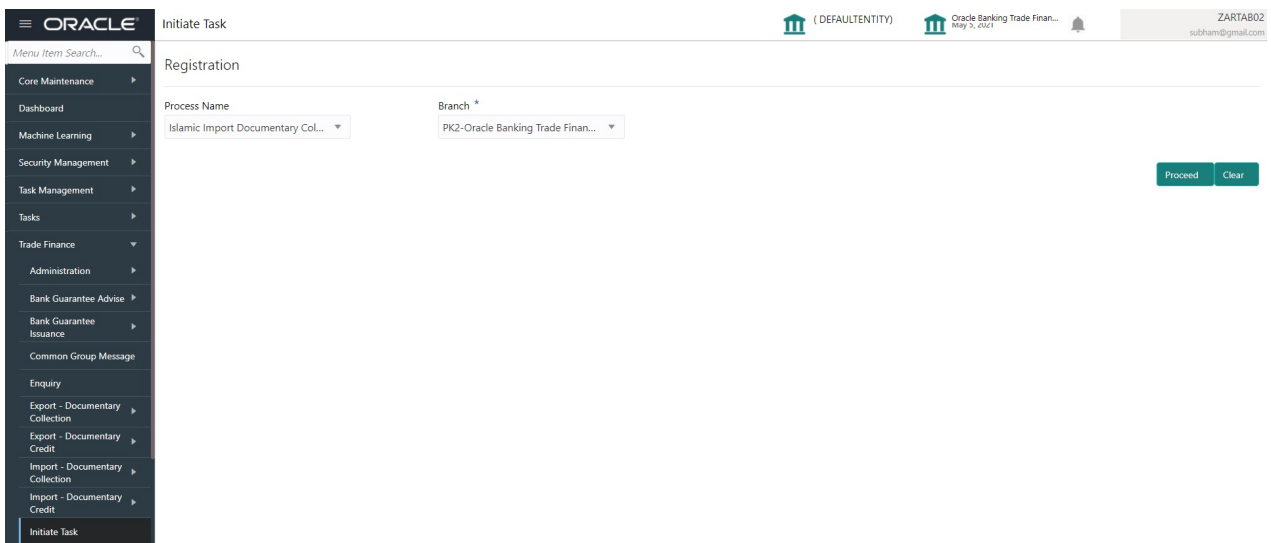 ORACLE
Initiate Task
( DEFAULTENTITY)
Oracle Banking Trade Finan...
May 5, 2021
ZARTAB02
subham@gmail.com
Menu Item Search...
Core Maintenance
Dashboard
Machine Learning
Security Management
Task Management
Tasks
Trade Finance
Administration
Bank Guarantee Advise
Bank Guarantee
Issuance
Common Group Message
Enquiry
Export - Documentary
Collection
Export - Documentary
Credit
Import - Documentary
Collection
Import - Documentary
Credit
Initiate Task
Registration
Process Name
Branch *
Islamic Import Documentary Col...
PK2-Oracle Banking Trade Finan...
Proceed
Clear